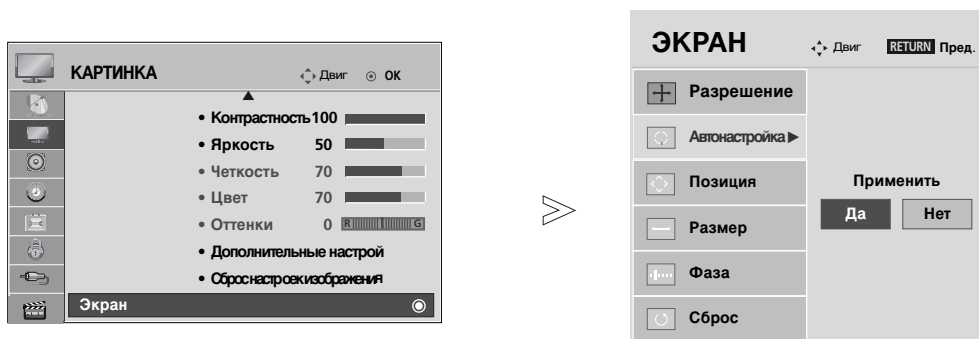 КАРТИНКА
Двиг
ОК
• Контрастность 100
• Яркость 50
• Четкость 70
• Цвет 70
• Оттенки 0 R G
• Дополнительные настрой
• Сброс настроек изображения
Экран
ЭКРАН
Двиг RETURN Пред.
Разрешение
Автонастройка ►
Позиция
Размер
Фаза
Сброс
Применить
Да Нет